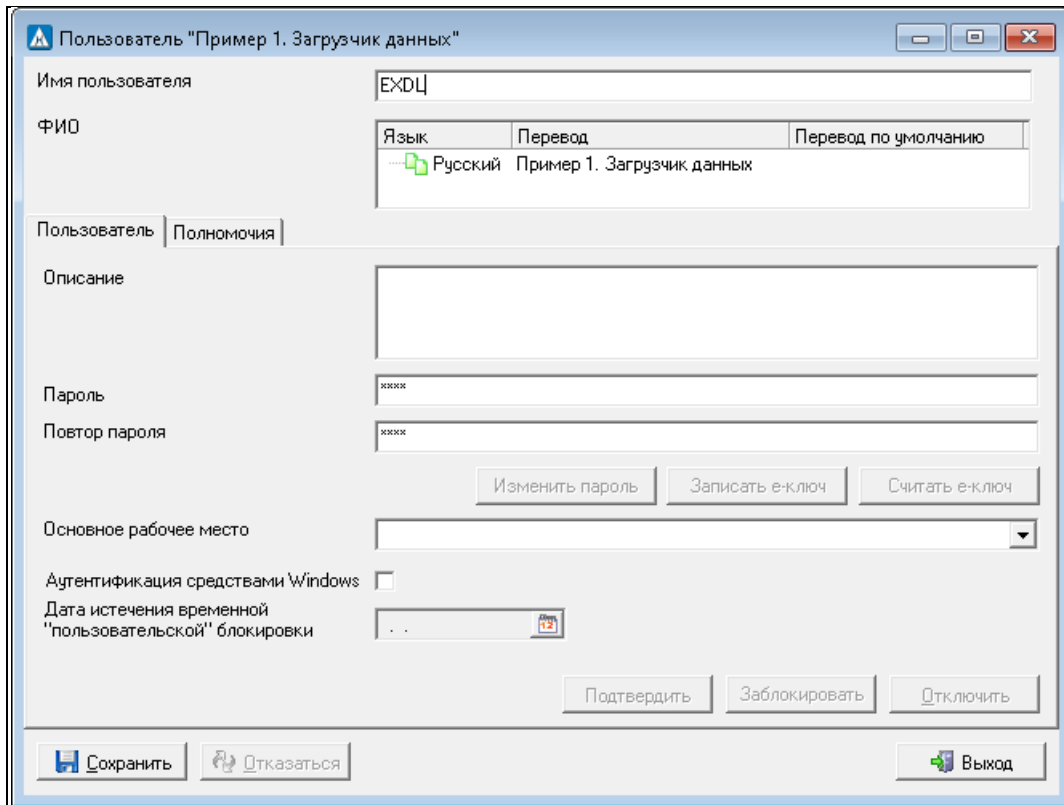 Пользователь "Пример 1. Загрузчик данных"
Имя пользователя
EXDL
ФИО
Язык Перевод Перевод по умолчанию
Русский Пример 1. Загрузчик данных
Пользователь Полномочия
Описание
Пароль ****
Повтор пароля ****
Изменить пароль Записать е-ключ Считать е-ключ
Основное рабочее место
Аутентификация средствами Windows
Дата истечения временной
"пользовательской" блокировки
. .
12
Подтвердить Заблокировать Отключить
Сохранить Отказаться Выход